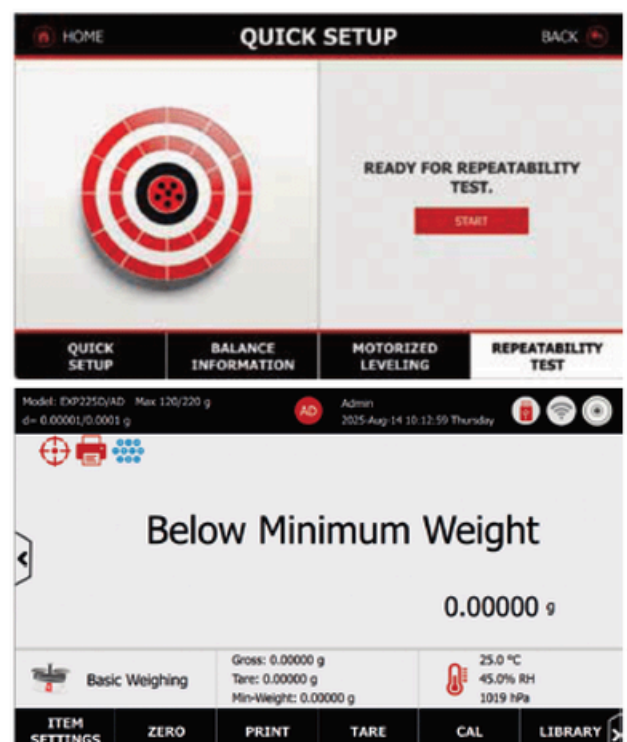 HOME
QUICK SETUP
BACK
READY FOR REPEATABILITY
TEST.
START
QUICK
SETUP
BALANCE
INFORMATION
MOTORIZED
LEVELING
REPEATABILITY
TEST
Model: EXP225D/AD Max 120/220 g
d= 0.00001/0.0001 g
AD
Admin
2025-Aug-14 10:12:59 Thursday
Below Minimum Weight
0.00000 g
Basic Weighing
Gross: 0.00000 g
Tare: 0.00000 g
Min-Weight: 0.00000 g
25.0 °C
45.0% RH
1019 hPa
ITEM
SETTINGS
ZERO
PRINT
TARE
CAL
LIBRARY